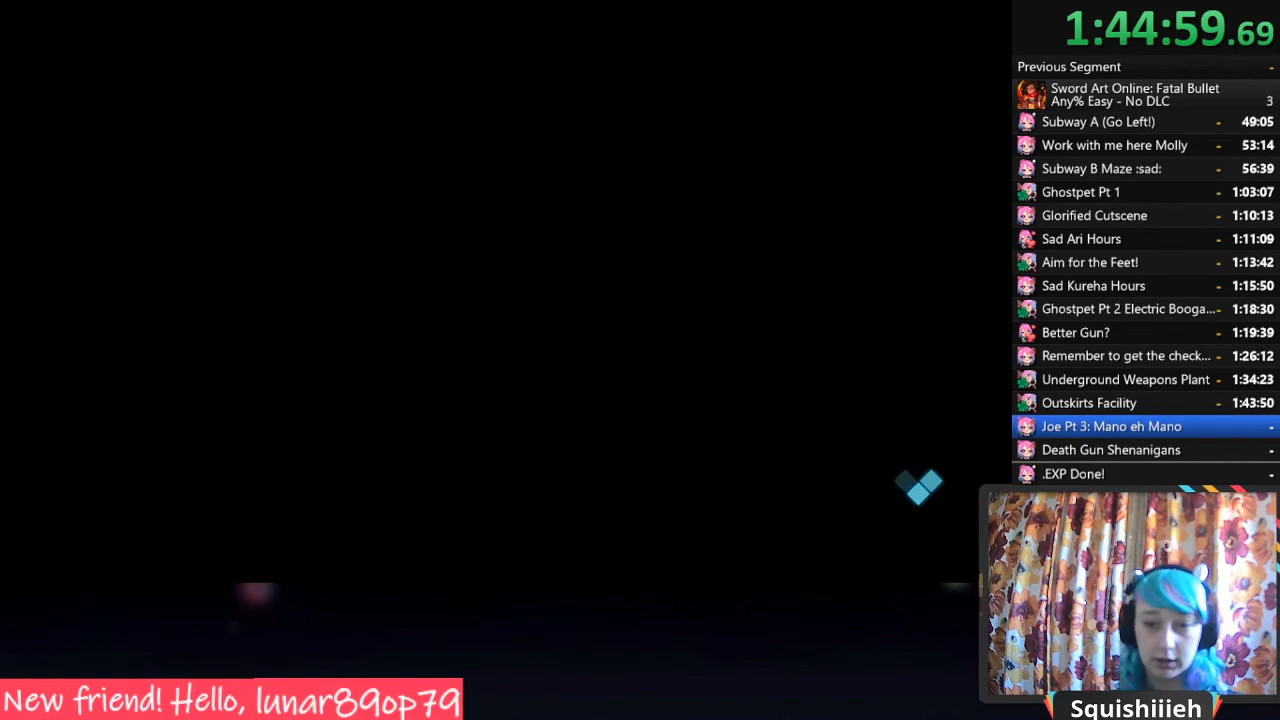 1:44:59.69
Previous Segment -
Sword Art Online: Fatal Bullet
Any% Easy - No DLC 3
Subway A (Go Left!) - 49:05
Work with me here Molly - 53:14
Subway B Maze :sad: - 56:39
Ghostpet Pt 1 - 1:03:07
Glorified Cutscene - 1:10:13
Sad Ari Hours - 1:11:09
Aim for the Feet! - 1:13:42
Sad Kureha Hours - 1:15:50
Ghostpet Pt 2 Electric Booga... - 1:18:30
Better Gun? - 1:19:39
Remember to get the check... - 1:26:12
Underground Weapons Plant - 1:34:23
Outskirts Facility - 1:43:50
Joe Pt 3: Mano eh Mano -
Death Gun Shenanigans -
.EXP Done! -
New friend! Hello, lunar89op79
Squishiiieh